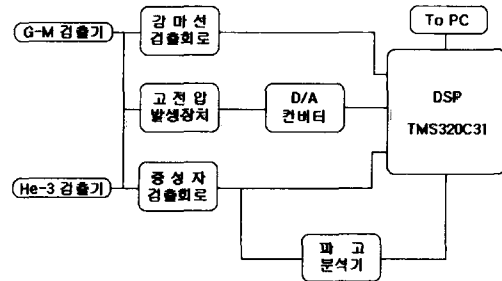 G-M 검출기
감 마 선
검출회로
To PC
고 전 압
발생장치
D/A
컨버터
DSP
TMS320C31
He-3 검출기
중 성 자
검출회로
파 고
분석기